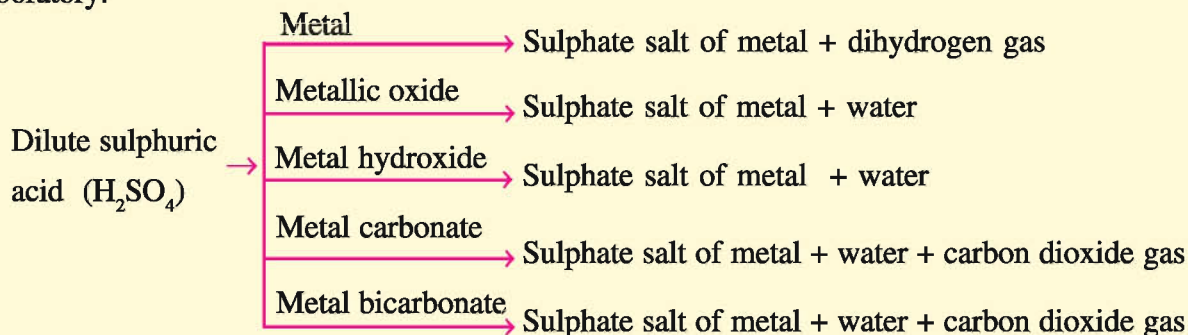 Metal
Sulphate salt of metal + dihydrogen gas
Metallic oxide
Sulphate salt of metal + water
Dilute sulphuric
acid (H₂SO₄)
Metal hydroxide
Sulphate salt of metal + water
Metal carbonate
Sulphate salt of metal + water + carbon dioxide gas
Metal bicarbonate
Sulphate salt of metal + water + carbon dioxide gas